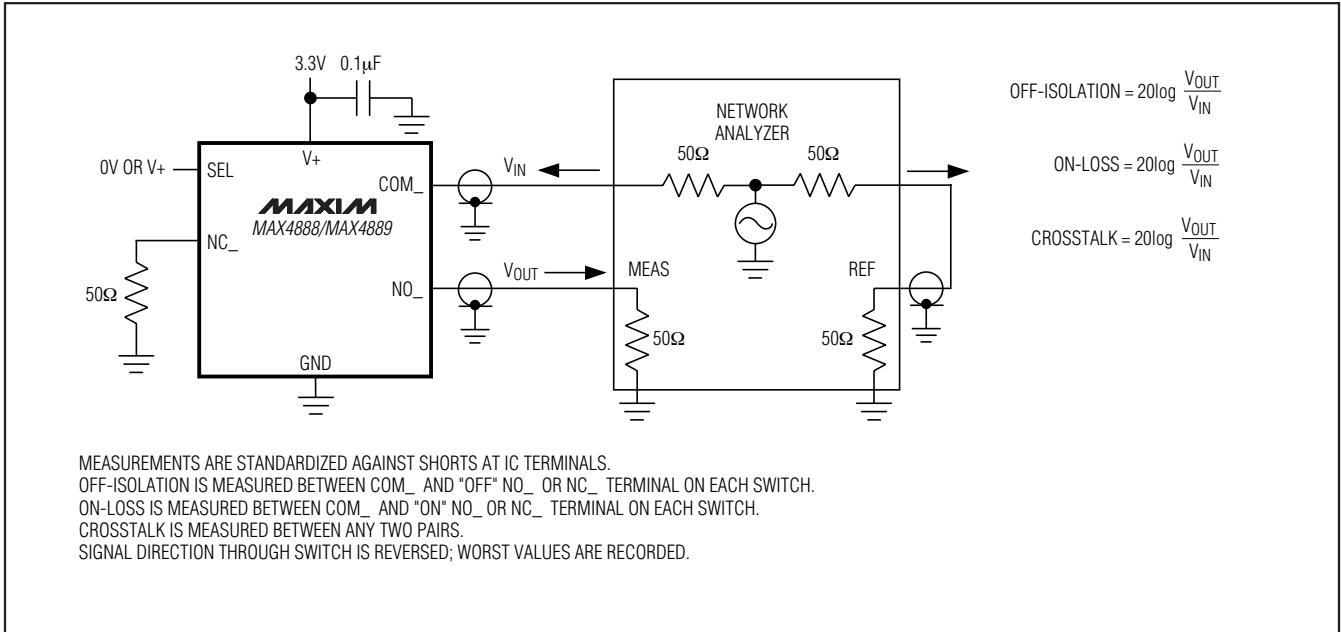 3.3V 0.1µF
NETWORK
ANALYZER
OFF-ISOLATION = 20log VOUT
VIN
50Ω 50Ω
0V OR V+ SEL V+ COM_ VIN
ON-LOSS = 20log VOUT
VIN
MAXIM
MAX4888/MAX4889
NC_
CROSSTALK = 20log VOUT
VIN
50Ω NO_ VOUT MEAS REF
50Ω 50Ω
GND
MEASUREMENTS ARE STANDARDIZED AGAINST SHORTS AT IC TERMINALS.
OFF-ISOLATION IS MEASURED BETWEEN COM_ AND "OFF" NO_ OR NC_ TERMINAL ON EACH SWITCH.
ON-LOSS IS MEASURED BETWEEN COM_ AND "ON" NO_ OR NC_ TERMINAL ON EACH SWITCH.
CROSSTALK IS MEASURED BETWEEN ANY TWO PAIRS.
SIGNAL DIRECTION THROUGH SWITCH IS REVERSED; WORST VALUES ARE RECORDED.